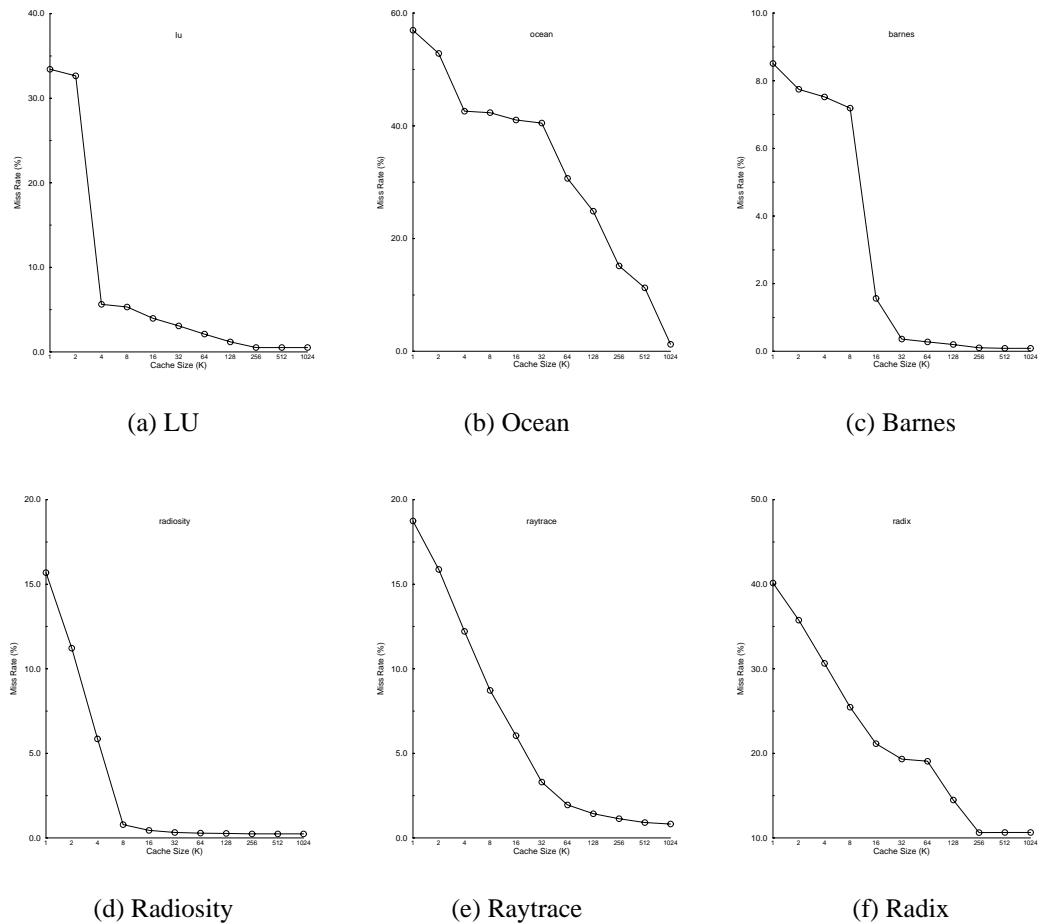 lu
40.0
30.0
20.0
10.0
0.0
Miss Rate (%)
1 2 4 8 16 32 64 128 256 512 1024
Cache Size (K)
(a) LU
ocean
60.0
40.0
20.0
0.0
Miss Rate (%)
1 2 4 8 16 32 64 128 256 512 1024
Cache Size (K)
(b) Ocean
barnes
10.0
8.0
6.0
4.0
2.0
0.0
Miss Rate (%)
1 2 4 8 16 32 64 128 256 512 1024
Cache Size (K)
(c) Barnes
radiosity
20.0
15.0
10.0
5.0
0.0
Miss Rate (%)
1 2 4 8 16 32 64 128 256 512 1024
Cache Size (K)
(d) Radiosity
raytrace
20.0
15.0
10.0
5.0
0.0
Miss Rate (%)
1 2 4 8 16 32 64 128 256 512 1024
Cache Size (K)
(e) Raytrace
radix
50.0
40.0
30.0
20.0
10.0
Miss Rate (%)
1 2 4 8 16 32 64 128 256 512 1024
Cache Size (K)
(f) Radix